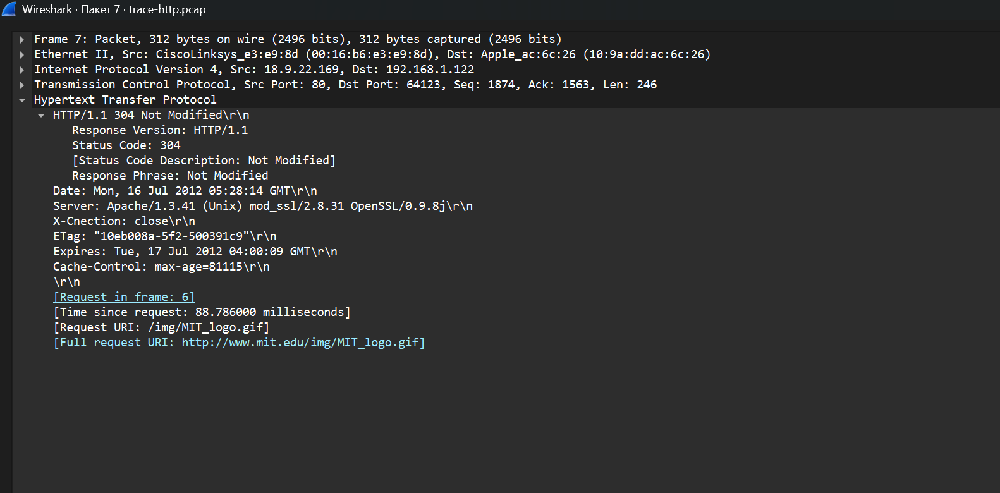 Wireshark · Пакет 7 · trace-http.pcap
Frame 7: Packet, 312 bytes on wire (2496 bits), 312 bytes captured (2496 bits)
Ethernet II, Src: CiscoLinksys_e3:e9:8d (00:16:b6:e3:e9:8d), Dst: Apple_ac:6c:26 (10:9a:dd:ac:6c:26)
Internet Protocol Version 4, Src: 18.9.22.169, Dst: 192.168.1.122
Transmission Control Protocol, Src Port: 80, Dst Port: 64123, Seq: 1874, Ack: 1563, Len: 246
Hypertext Transfer Protocol
HTTP/1.1 304 Not Modified\r\n
Response Version: HTTP/1.1
Status Code: 304
[Status Code Description: Not Modified]
Response Phrase: Not Modified
Date: Mon, 16 Jul 2012 05:28:14 GMT\r\n
Server: Apache/1.3.41 (Unix) mod_ssl/2.8.31 OpenSSL/0.9.8j\r\n
X-Cnection: close\r\n
ETag: "10eb008a-5f2-500391c9"\r\n
Expires: Tue, 17 Jul 2012 04:00:09 GMT\r\n
Cache-Control: max-age=81115\r\n
\r\n
[Request in frame: 6]
[Time since request: 88.786000 milliseconds]
[Request URI: /img/MIT_logo.gif]
[Full request URI: http://www.mit.edu/img/MIT_logo.gif]